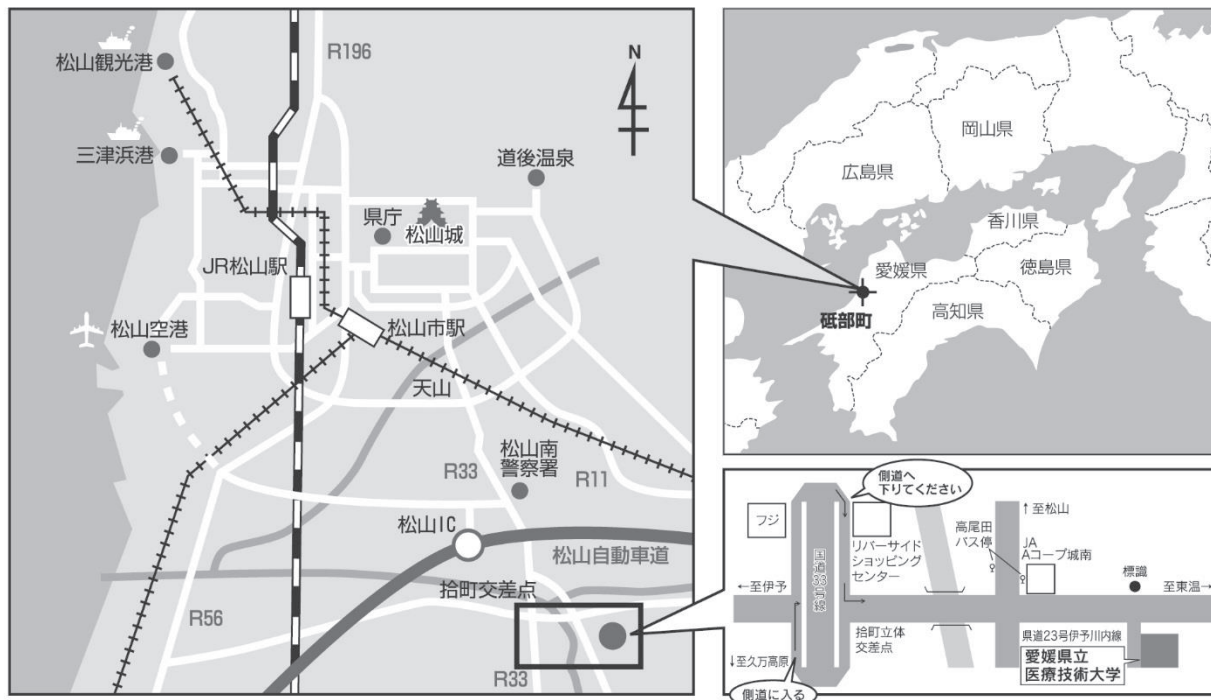 松山観光港
R196
N
三津浜港
道後温泉
県庁
松山城
JR松山駅
松山空港
松山市駅
天山
松山南
警察署
R33
R11
松山IC
松山自動車道
拾町交差点
R56
R33
岡山県
広島県
香川県
愛媛県
徳島県
高知県
砥部町
側道へ
下りてください
フジ
国道33号線
リバーサイド
ショッピング
センター
高尾田
バス停
↑至松山
JA
Aコープ城南
標識
←至伊予
至東温→
拾町立体
交差点
県道23号伊予川内線
愛媛県立
医療技術大学
↓至久万高原
側道に入る